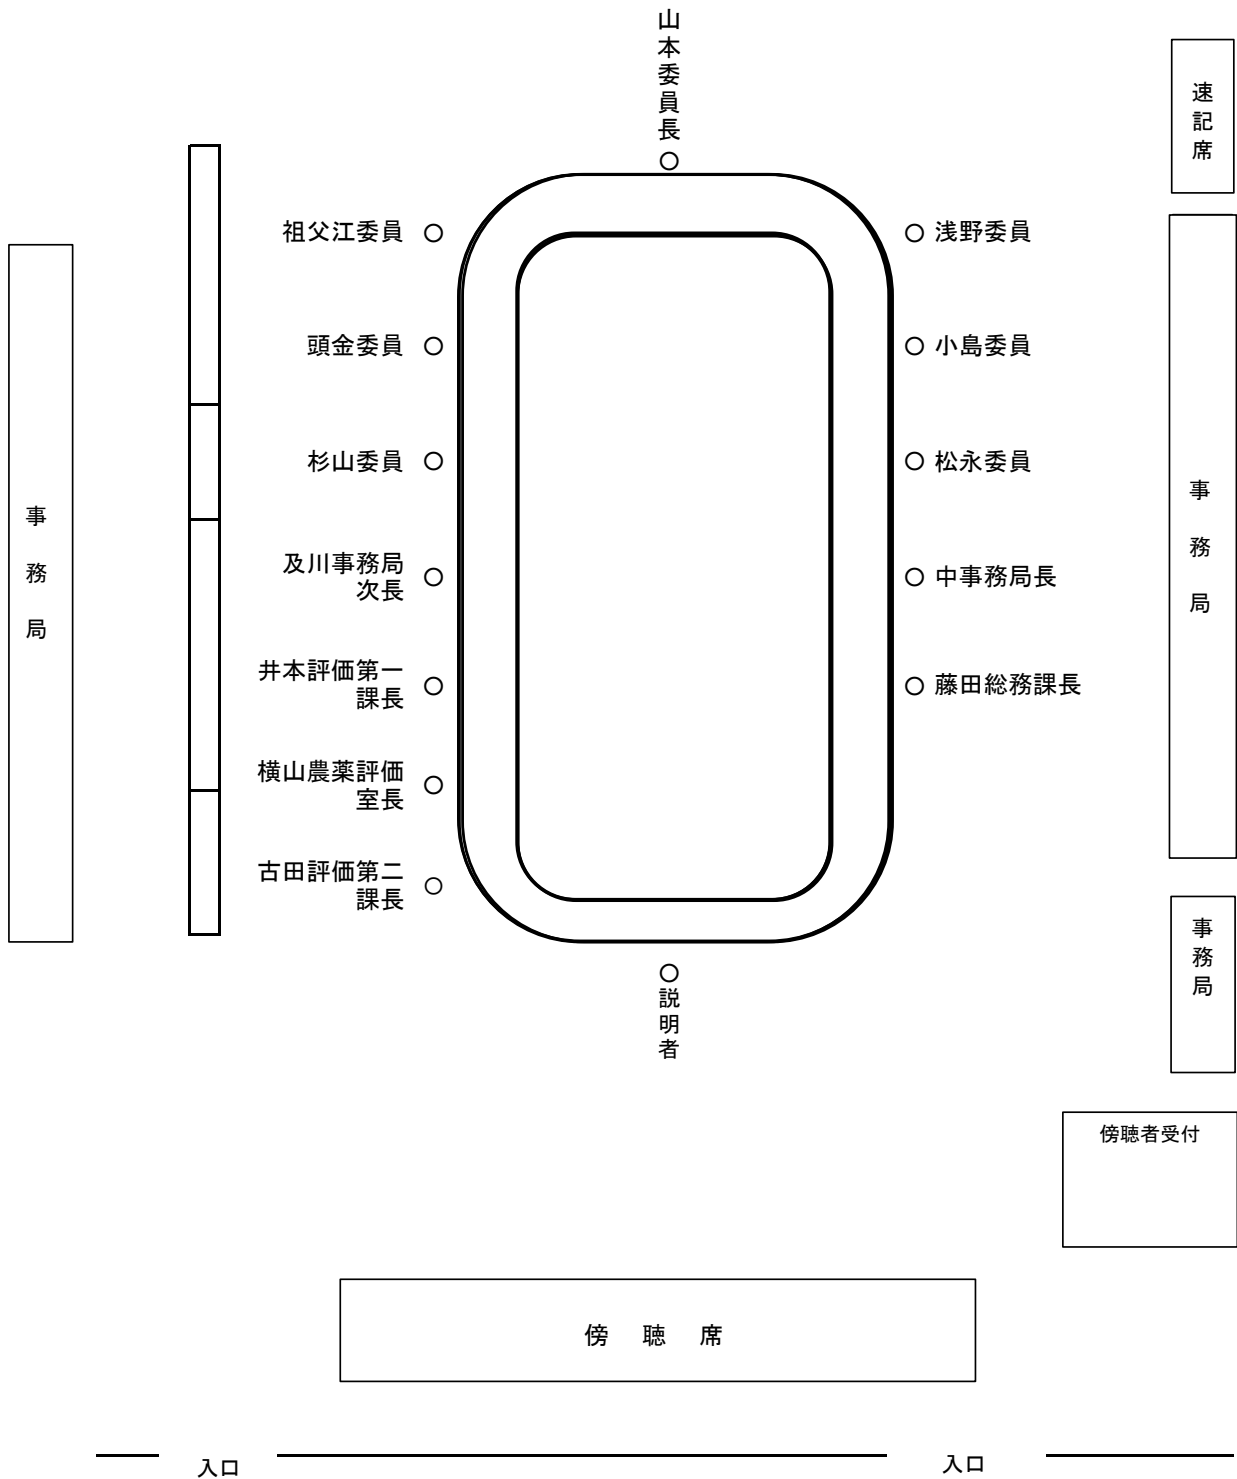 山本委員長
速記席
祖父江委員
浅野委員
頭金委員
小島委員
杉山委員
松永委員
事務局
事務局
及川事務局
次長
中事務局長
井本評価第一
課長
藤田総務課長
横山農薬評価
室長
古田評価第二
課長
事務局
説明者
傍聴者受付
傍聴席
入口
入口